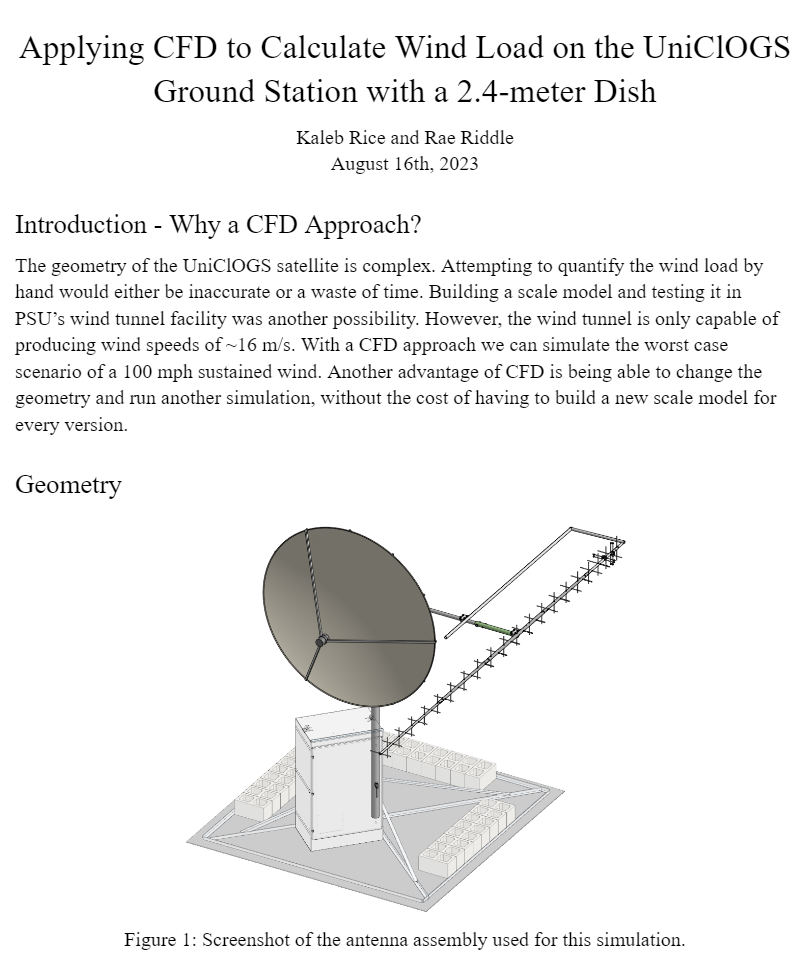 Applying CFD to Calculate Wind Load on the UniClOGS
Ground Station with a 2.4-meter Dish
Kaleb Rice and Rae Riddle
August 16th, 2023
Introduction - Why a CFD Approach?
The geometry of the UniClOGS satellite is complex. Attempting to quantify the wind load by
hand would either be inaccurate or a waste of time. Building a scale model and testing it in
PSU’s wind tunnel facility was another possibility. However, the wind tunnel is only capable of
producing wind speeds of ~16 m/s. With a CFD approach we can simulate the worst case
scenario of a 100 mph sustained wind. Another advantage of CFD is being able to change the
geometry and run another simulation, without the cost of having to build a new scale model for
every version.
Geometry
Figure 1: Screenshot of the antenna assembly used for this simulation.